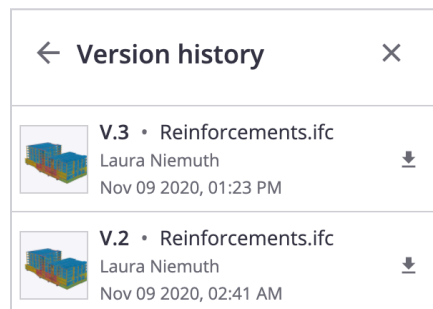 Version history
V.3 • Reinforcements.ifc
Laura Niemuth
Nov 09 2020, 01:23 PM
V.2 • Reinforcements.ifc
Laura Niemuth
Nov 09 2020, 02:41 AM